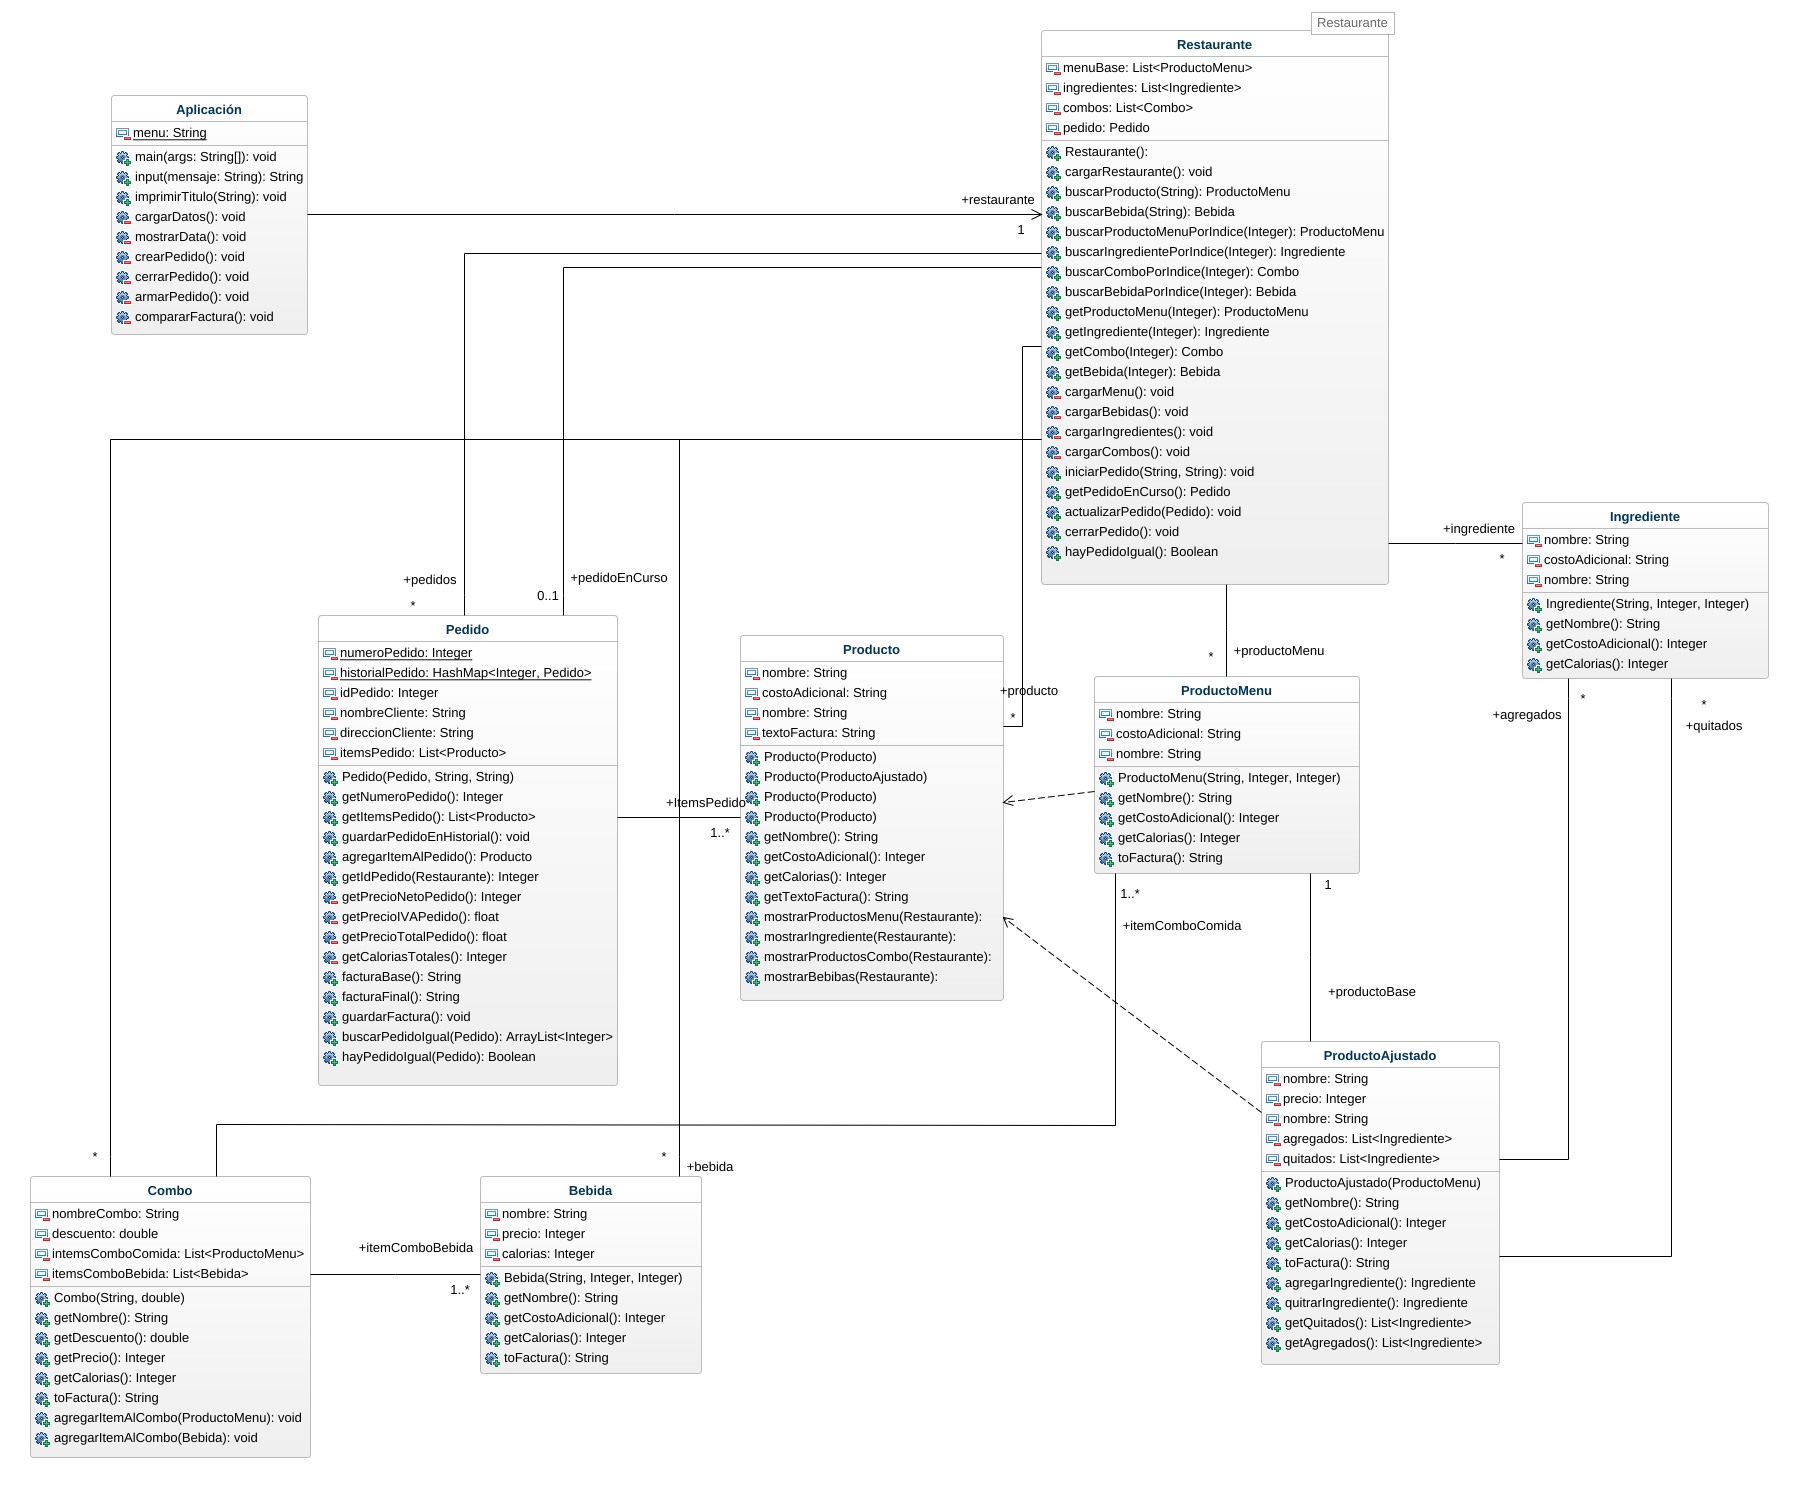 Restaurante
Restaurante
menuBase: List<ProductoMenu>
ingredientes: List<Ingrediente>
combos: List<Combo>
pedido: Pedido
Restaurante():
cargarRestaurante(): void
buscarProducto(String): ProductoMenu
buscarBebida(String): Bebida
buscarProductoMenuPorIndice(Integer): ProductoMenu
buscarIngredientePorIndice(Integer): Ingrediente
buscarComboPorIndice(Integer): Combo
buscarBebidaPorIndice(Integer): Bebida
getProductoMenu(Integer): ProductoMenu
getIngrediente(Integer): Ingrediente
getCombo(Integer): Combo
getBebida(Integer): Bebida
cargarMenu(): void
cargarBebidas(): void
cargarIngredientes(): void
cargarCombos(): void
iniciarPedido(String, String): void
getPedidoEnCurso(): Pedido
actualizarPedido(Pedido): void
cerrarPedido(): void
hayPedidoIgual(): Boolean
Aplicación
menu: String
main(args: String[]): void
input(mensaje: String): String
imprimirTitulo(String): void
cargarDatos(): void
mostrarData(): void
crearPedido(): void
cerrarPedido(): void
armarPedido(): void
compararFactura(): void
+restaurante
1
+ingrediente
*
Ingrediente
nombre: String
costoAdicional: String
nombre: String
Ingrediente(String, Integer, Integer)
getNombre(): String
getCostoAdicional(): Integer
getCalorias(): Integer
+pedidos
*
+pedidoEnCurso
0..1
Pedido
numeroPedido: Integer
historialPedido: HashMap<Integer, Pedido>
idPedido: Integer
nombreCliente: String
direccionCliente: String
itemsPedido: List<Producto>
Pedido(Pedido, String, String)
getNumeroPedido(): Integer
getItemsPedido(): List<Producto>
guardarPedidoEnHistorial(): void
agregarItemAlPedido(): Producto
getIdPedido(Restaurante): Integer
getPrecioNetoPedido(): Integer
getPrecioIVAPedido(): float
getPrecioTotalPedido(): float
getCaloriasTotales(): Integer
facturaBase(): String
facturaFinal(): String
guardarFactura(): void
buscarPedidoIgual(Pedido): ArrayList<Integer>
hayPedidoIgual(Pedido): Boolean
+ItemsPedido
1..*
Producto
nombre: String
costoAdicional: String
nombre: String
textoFactura: String
Producto(Producto)
Producto(ProductoAjustado)
Producto(Producto)
Producto(Producto)
getNombre(): String
getCostoAdicional(): Integer
getCalorias(): Integer
getTextoFactura(): String
mostrarProductosMenu(Restaurante):
mostrarIngrediente(Restaurante):
mostrarProductosCombo(Restaurante):
mostrarBebibas(Restaurante):
+producto
*
*
+productoMenu
ProductoMenu
nombre: String
costoAdicional: String
nombre: String
ProductoMenu(String, Integer, Integer)
getNombre(): String
getCostoAdicional(): Integer
getCalorias(): Integer
toFactura(): String
*
+agregados
*
+quitados
1..*
+itemComboComida
1
+productoBase
ProductoAjustado
nombre: String
precio: Integer
nombre: String
agregados: List<Ingrediente>
quitados: List<Ingrediente>
ProductoAjustado(ProductoMenu)
getNombre(): String
getCostoAdicional(): Integer
getCalorias(): Integer
toFactura(): String
agregarIngrediente(): Ingrediente
quitrarIngrediente(): Ingrediente
getQuitados(): List<Ingrediente>
getAgregados(): List<Ingrediente>
*
Combo
nombreCombo: String
descuento: double
intemsComboComida: List<ProductoMenu>
itemsComboBebida: List<Bebida>
Combo(String, double)
getNombre(): String
getDescuento(): double
getPrecio(): Integer
getCalorias(): Integer
toFactura(): String
agregarItemAlCombo(ProductoMenu): void
agregarItemAlCombo(Bebida): void
+itemComboBebida
1..*
*
+bebida
Bebida
nombre: String
precio: Integer
calorias: Integer
Bebida(String, Integer, Integer)
getNombre(): String
getCostoAdicional(): Integer
getCalorias(): Integer
toFactura(): String